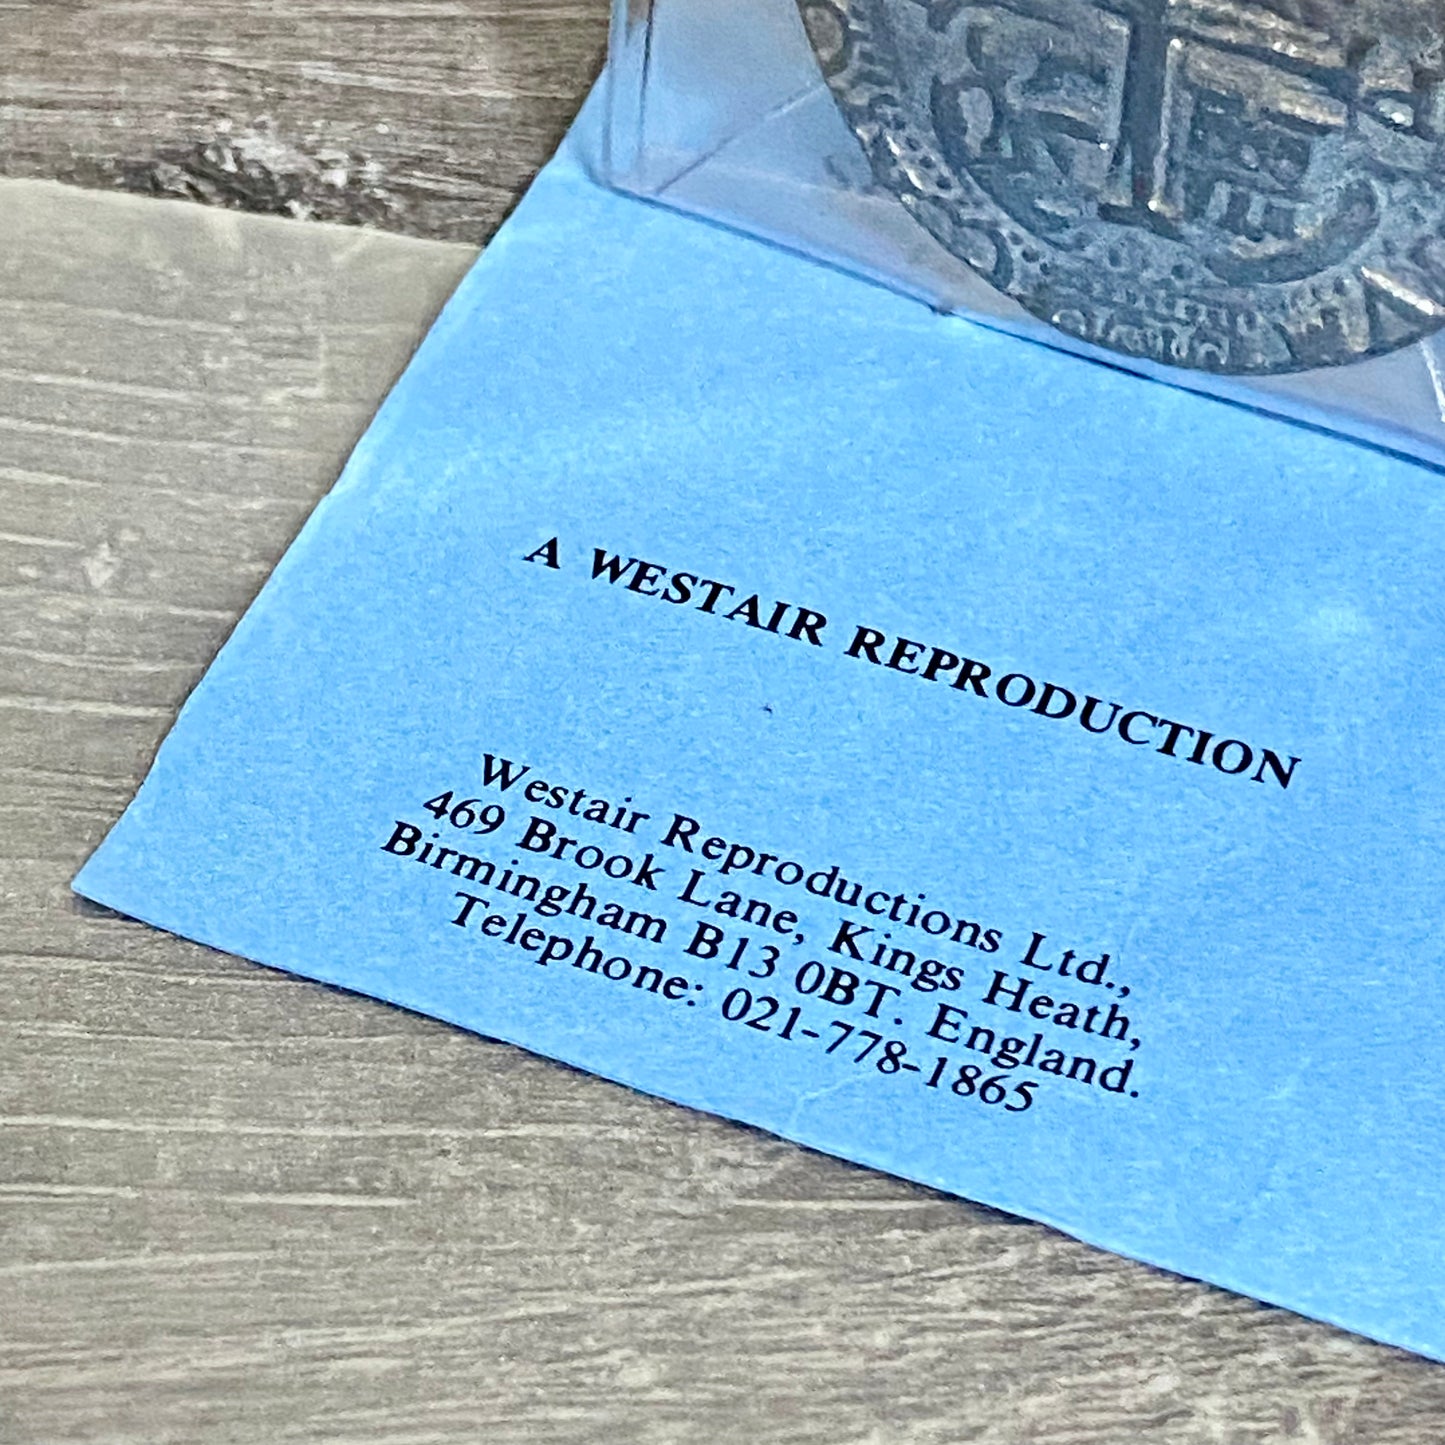 A WESTAIR REPRODUCTION
Westair Reproductions Ltd.,
469 Brook Lane, Kings Heath,
Birmingham B13 0BT. England.
Telephone: 021-778-1865